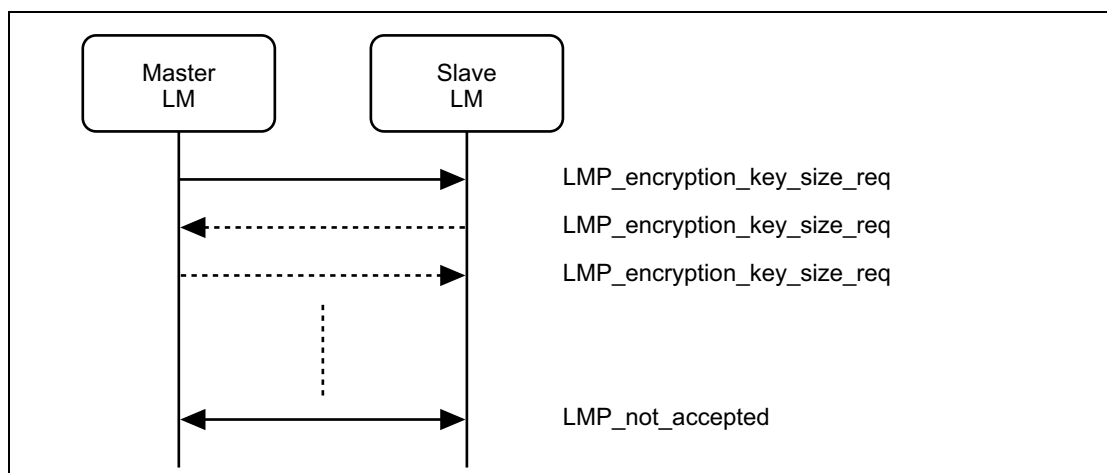 Master
LM
Slave
LM
LMP_encryption_key_size_req
LMP_encryption_key_size_req
LMP_encryption_key_size_req
LMP_not_accepted